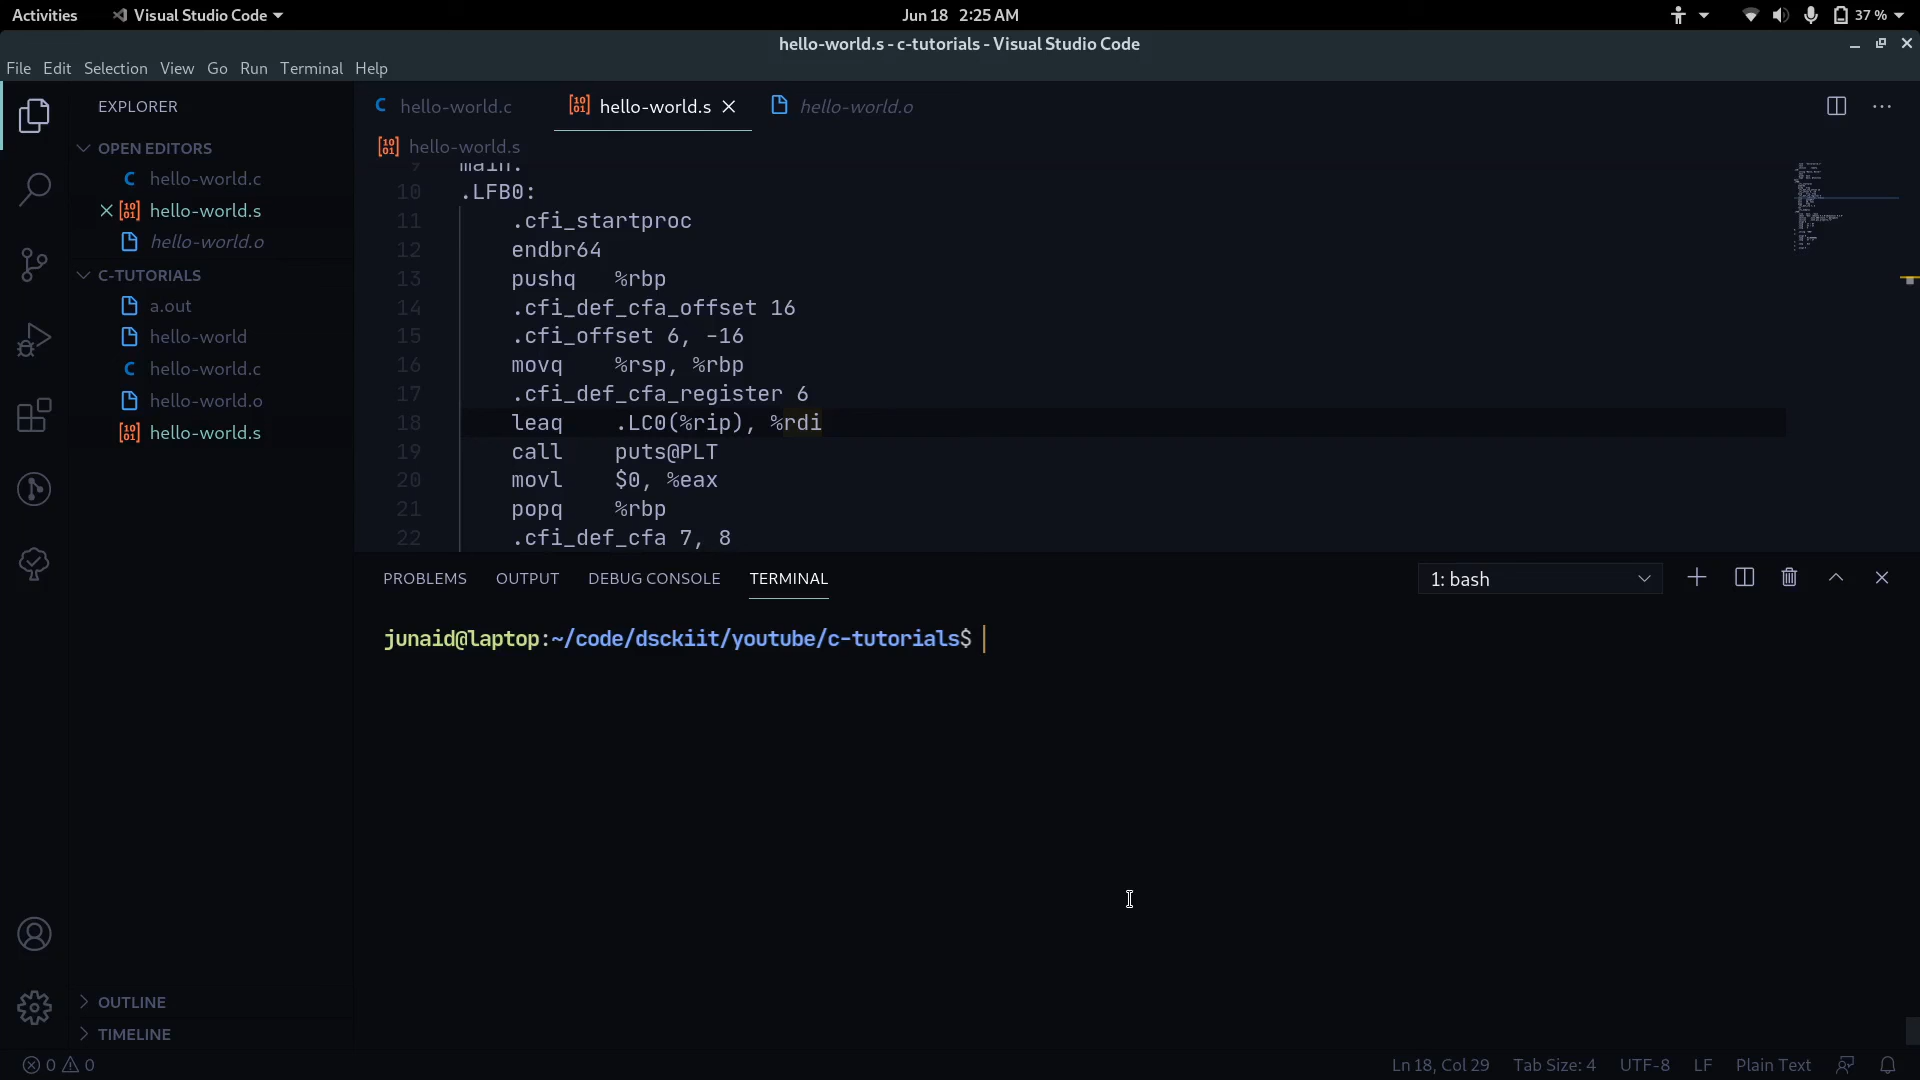 Activities Visual Studio Code Jun 18 2:25 AM 37 %
hello-world.s - c-tutorials - Visual Studio Code
File Edit Selection View Go Run Terminal Help
EXPLORER
OPEN EDITORS
hello-world.c
hello-world.s
hello-world.o
C-TUTORIALS
a.out
hello-world
hello-world.c
hello-world.o
hello-world.s
OUTLINE
TIMELINE
hello-world.c hello-world.s hello-world.o
hello-world.s
9 main:
10 .LFB0:
11 .cfi_startproc
12 endbr64
13 pushq %rbp
14 .cfi_def_cfa_offset 16
15 .cfi_offset 6, -16
16 movq %rsp, %rbp
17 .cfi_def_cfa_register 6
18 leaq .LC0(%rip), %rdi
19 call puts@PLT
20 movl $0, %eax
21 popq %rbp
22 .cfi_def_cfa 7, 8
PROBLEMS OUTPUT DEBUG CONSOLE TERMINAL 1: bash
junaid@laptop:~/code/dsckiit/youtube/c-tutorials$
0 0 Ln 18, Col 29 Tab Size: 4 UTF-8 LF Plain Text